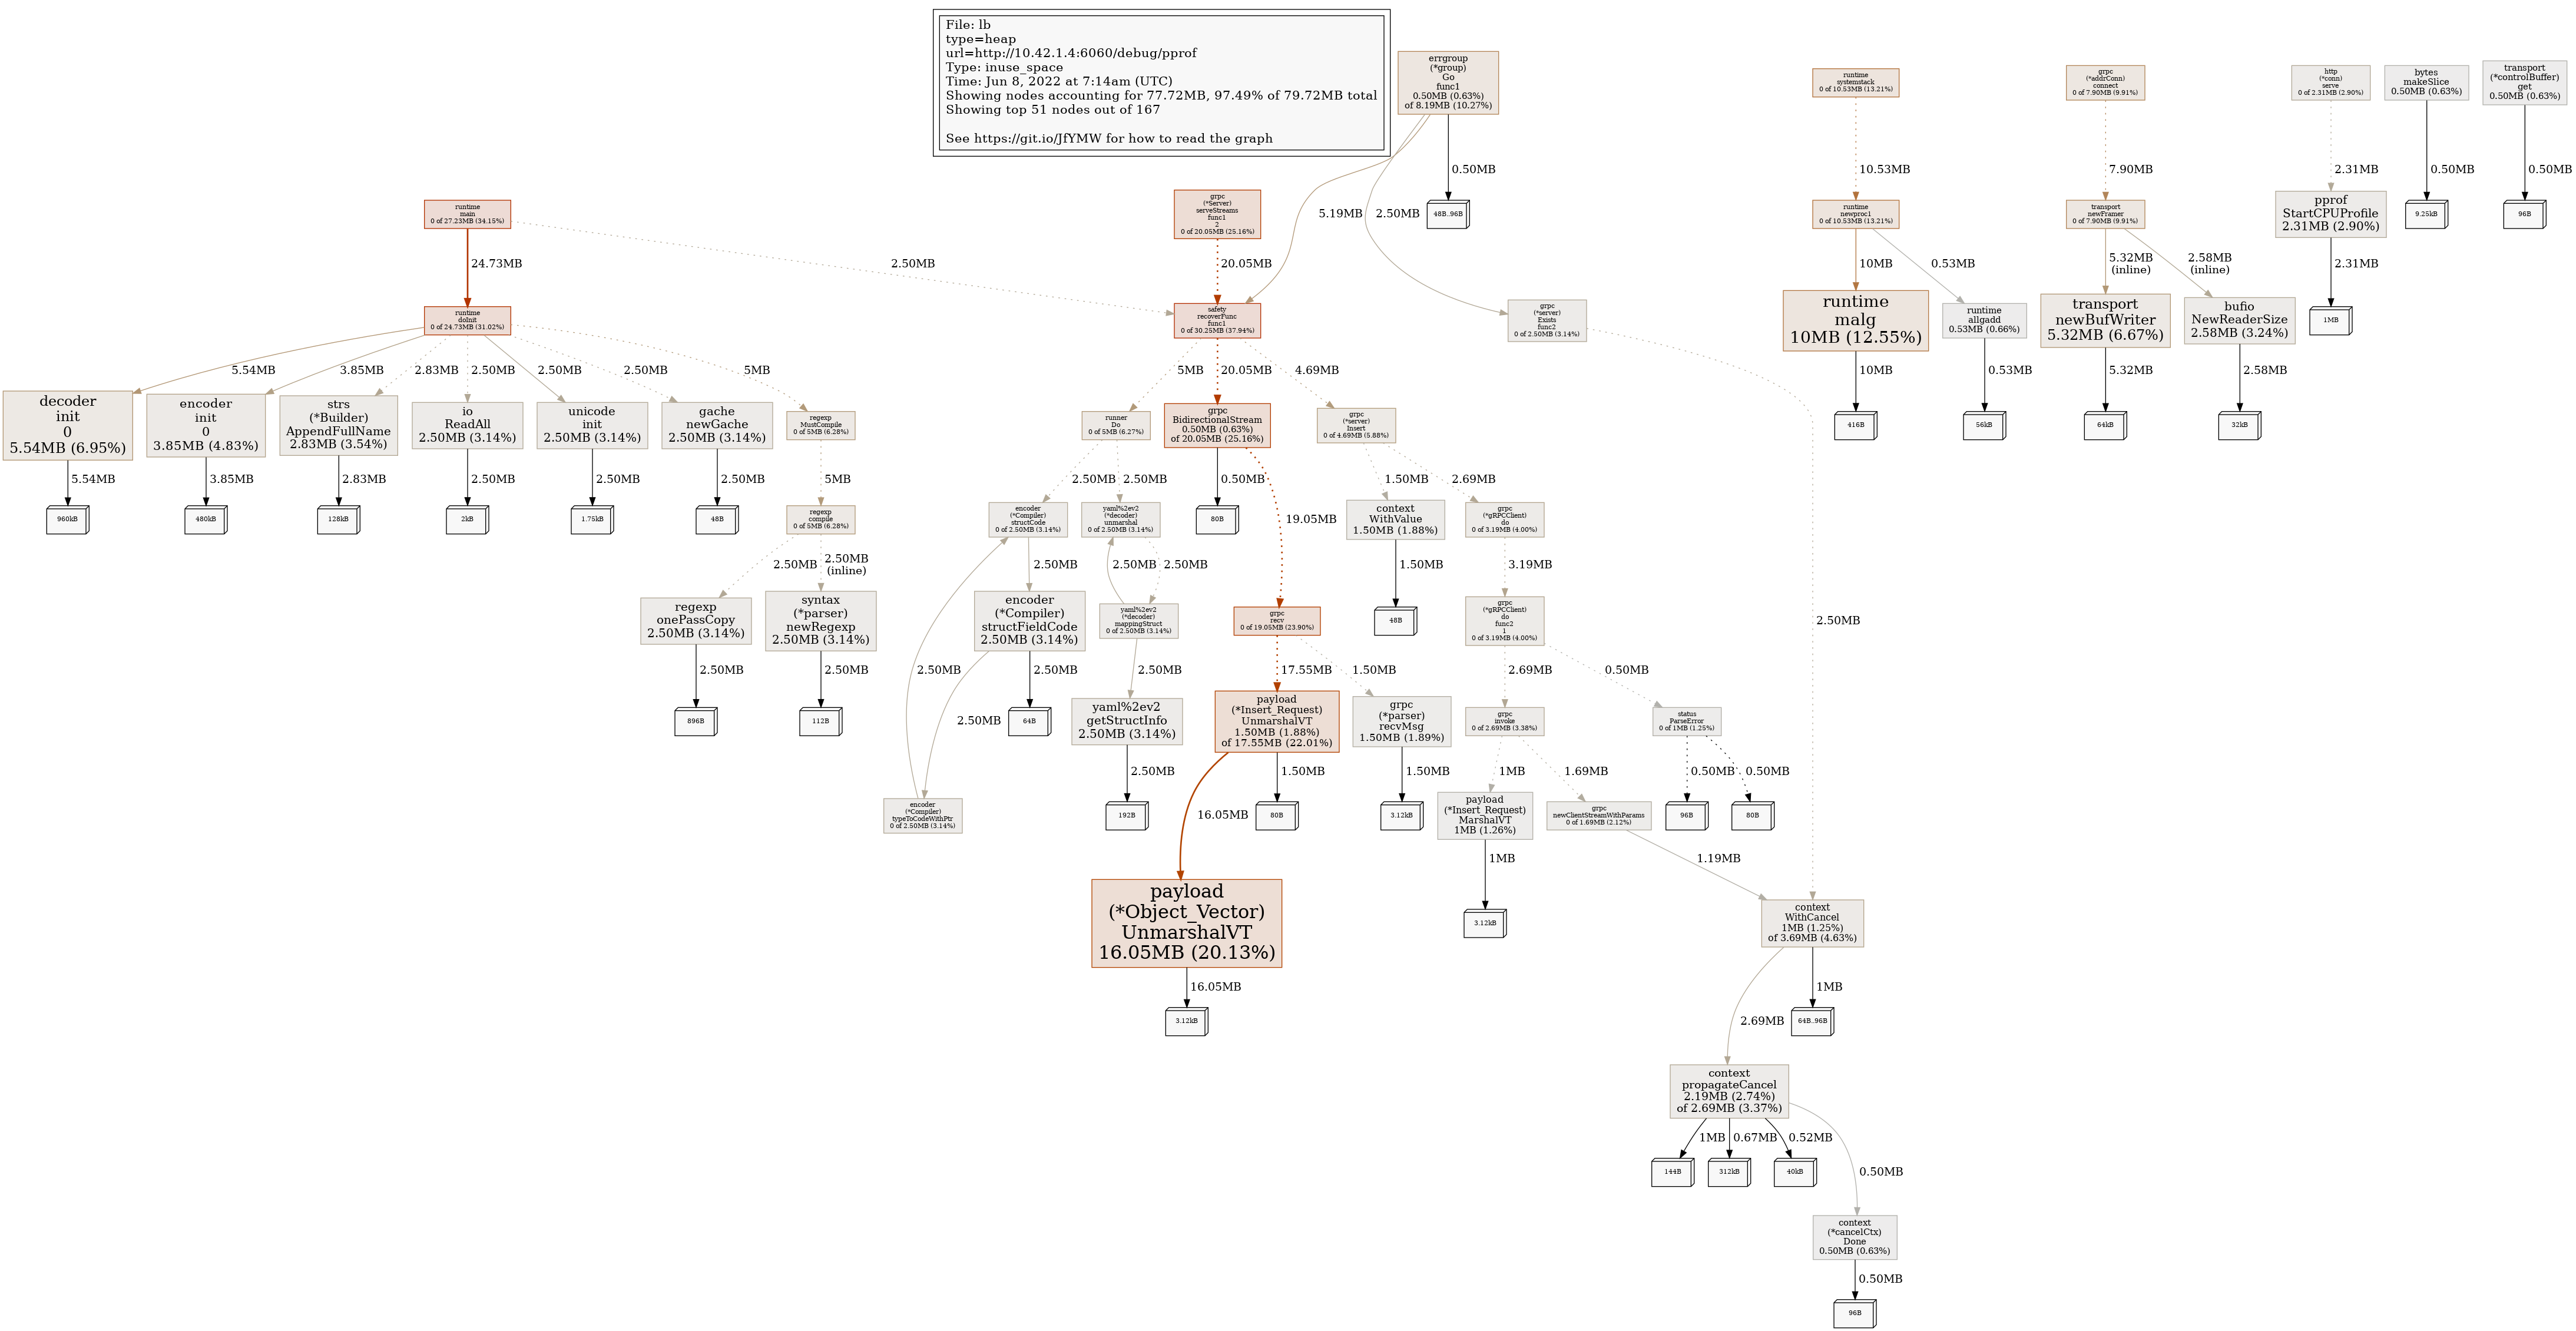 File: lb
type=heap
url=http://10.42.1.4:6060/debug/pprof
Type: inuse_space
Time: Jun 8, 2022 at 7:14am (UTC)
Showing nodes accounting for 77.72MB, 97.49% of 79.72MB total
Showing top 51 nodes out of 167
See https://git.io/JfYMW for how to read the graph
errgroup
(*group)
Go
func1
0.50MB (0.63%)
of 8.19MB (10.27%)
runtime
systemstack
0 of 10.53MB (13.21%)
grpc
(*addrConn)
connect
0 of 7.90MB (9.91%)
http
(*conn)
serve
0 of 2.31MB (2.90%)
bytes
makeSlice
0.50MB (0.63%)
transport
(*controlBuffer)
get
0.50MB (0.63%)
5.19MB
2.50MB
0.50MB
10.53MB
7.90MB
2.31MB
0.50MB
0.50MB
runtime
main
0 of 27.23MB (34.15%)
grpc
(*Server)
serveStreams
func1
2
0 of 20.05MB (25.16%)
48B..96B
runtime
newproc1
0 of 10.53MB (13.21%)
transport
newFramer
0 of 7.90MB (9.91%)
pprof
StartCPUProfile
2.31MB (2.90%)
9.25kB
96B
24.73MB
2.50MB
20.05MB
10MB
0.53MB
5.32MB
(inline)
2.58MB
(inline)
2.31MB
runtime
doInit
0 of 24.73MB (31.02%)
safety
recoverFunc
func1
0 of 30.25MB (37.94%)
grpc
(*server)
Exists
func2
0 of 2.50MB (3.14%)
runtime
malg
10MB (12.55%)
runtime
allgadd
0.53MB (0.66%)
transport
newBufWriter
5.32MB (6.67%)
bufio
NewReaderSize
2.58MB (3.24%)
1MB
5.54MB
3.85MB
2.83MB
2.50MB
2.50MB
2.50MB
5MB
5MB
20.05MB
4.69MB
10MB
0.53MB
5.32MB
2.58MB
decoder
init
0
5.54MB (6.95%)
encoder
init
0
3.85MB (4.83%)
strs
(*Builder)
AppendFullName
2.83MB (3.54%)
io
ReadAll
2.50MB (3.14%)
unicode
init
2.50MB (3.14%)
gache
newGache
2.50MB (3.14%)
regexp
MustCompile
0 of 5MB (6.28%)
runner
Do
0 of 5MB (6.27%)
grpc
BidirectionalStream
0.50MB (0.63%)
of 20.05MB (25.16%)
grpc
(*server)
Insert
0 of 4.69MB (5.88%)
416B
56kB
64kB
32kB
5.54MB
3.85MB
2.83MB
2.50MB
2.50MB
2.50MB
5MB
2.50MB
2.50MB
0.50MB
19.05MB
1.50MB
2.69MB
2.50MB
960kB
480kB
128kB
2kB
1.75kB
48B
regexp
compile
0 of 5MB (6.28%)
encoder
(*Compiler)
structCode
0 of 2.50MB (3.14%)
yaml%2ev2
(*decoder)
unmarshal
0 of 2.50MB (3.14%)
80B
context
WithValue
1.50MB (1.88%)
grpc
(*gRPCClient)
do
0 of 3.19MB (4.00%)
2.50MB
2.50MB
(inline)
2.50MB
2.50MB
2.50MB
1.50MB
3.19MB
regexp
onePassCopy
2.50MB (3.14%)
syntax
(*parser)
newRegexp
2.50MB (3.14%)
encoder
(*Compiler)
structFieldCode
2.50MB (3.14%)
yaml%2ev2
(*decoder)
mappingStruct
0 of 2.50MB (3.14%)
grpc
recv
0 of 19.05MB (23.90%)
48B
grpc
(*gRPCClient)
do
func2
1
0 of 3.19MB (4.00%)
2.50MB
2.50MB
2.50MB
2.50MB
2.50MB
2.50MB
17.55MB
1.50MB
2.69MB
0.50MB
896B
112B
64B
yaml%2ev2
getStructInfo
2.50MB (3.14%)
payload
(*Insert_Request)
UnmarshalVT
1.50MB (1.88%)
of 17.55MB (22.01%)
grpc
(*parser)
recvMsg
1.50MB (1.89%)
grpc
invoke
0 of 2.69MB (3.38%)
status
ParseError
0 of 1MB (1.25%)
2.50MB
16.05MB
1.50MB
1.50MB
1MB
1.69MB
0.50MB
0.50MB
encoder
(*Compiler)
typeToCodeWithPtr
0 of 2.50MB (3.14%)
192B
80B
3.12kB
payload
(*Insert_Request)
MarshalVT
1MB (1.26%)
grpc
newClientStreamWithParams
0 of 1.69MB (2.12%)
96B
80B
1MB
1.19MB
payload
(*Object_Vector)
UnmarshalVT
16.05MB (20.13%)
3.12kB
context
WithCancel
1MB (1.25%)
of 3.69MB (4.63%)
16.05MB
2.69MB
1MB
3.12kB
64B..96B
context
propagateCancel
2.19MB (2.74%)
of 2.69MB (3.37%)
1MB
0.67MB
0.52MB
0.50MB
144B
312kB
40kB
context
(*cancelCtx)
Done
0.50MB (0.63%)
0.50MB
96B